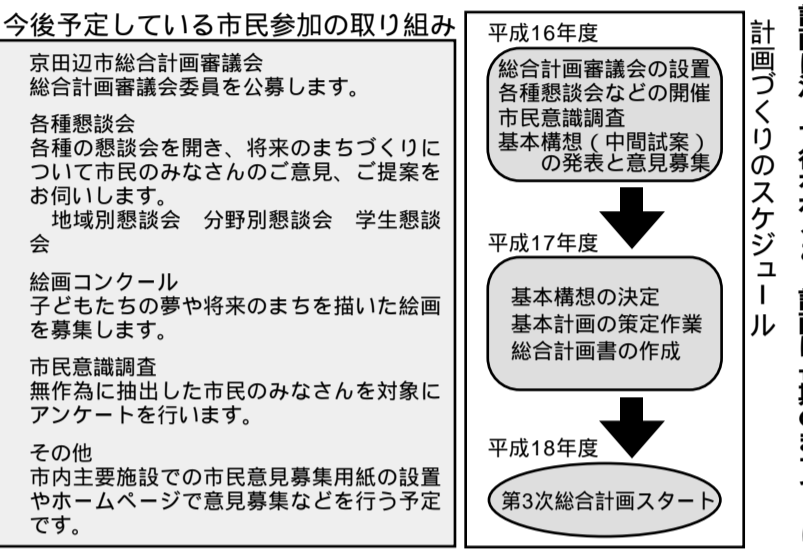 今後予定している市民参加の取り組み
京田辺市総合計画審議会
総合計画審議会委員を公募します。
各種懇談会
各種の懇談会を開き、将来のまちづくりに
ついて市民のみなさんのご意見、ご提案を
お伺いします。
　地域別懇談会　分野別懇談会　学生懇談
会
絵画コンクール
子どもたちの夢や将来のまちを描いた絵画
を募集します。
市民意識調査
無作為に抽出した市民のみなさんを対象に
アンケートを行います。
その他
市内主要施設での市民意見募集用紙の設置
やホームページで意見募集などを行う予定
です。
計画づくりのスケジュール
平成16年度
総合計画審議会の設置
各種懇談会などの開催
市民意識調査
基本構想（中間試案）
の発表と意見募集
平成17年度
基本構想の決定
基本計画の策定作業
総合計画書の作成
平成18年度
第3次総合計画スタート